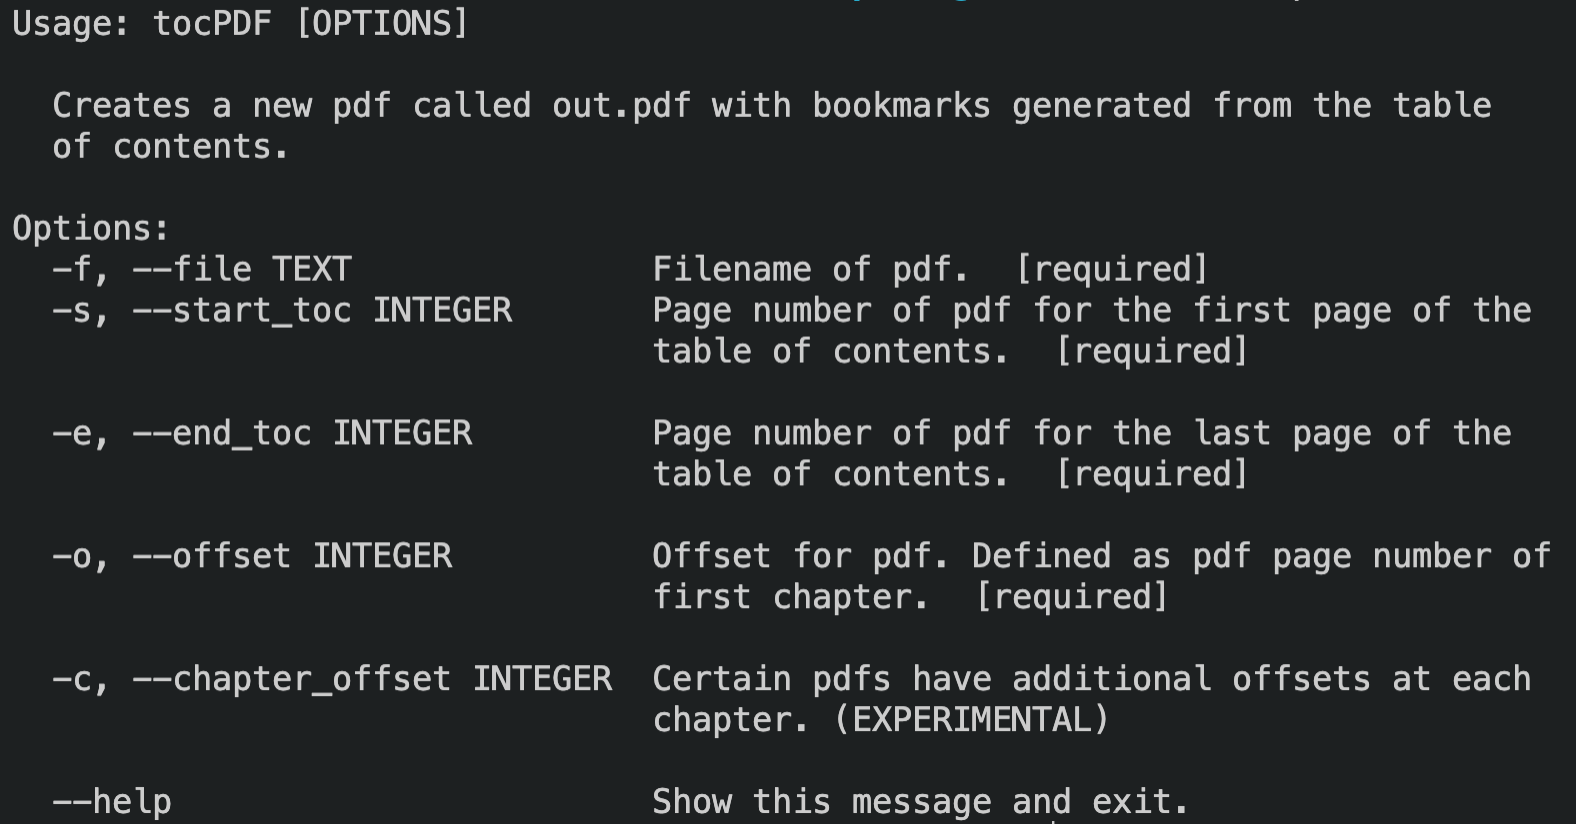 Usage: tocPDF [OPTIONS]
Creates a new pdf called out.pdf with bookmarks generated from the table
of contents.
Options:
-f, --file TEXT Filename of pdf. [required]
-s, --start_toc INTEGER Page number of pdf for the first page of the
table of contents. [required]
-e, --end_toc INTEGER Page number of pdf for the last page of the
table of contents. [required]
-o, --offset INTEGER Offset for pdf. Defined as pdf page number of
first chapter. [required]
-c, --chapter_offset INTEGER Certain pdfs have additional offsets at each
chapter. (EXPERIMENTAL)
--help Show this message and exit.